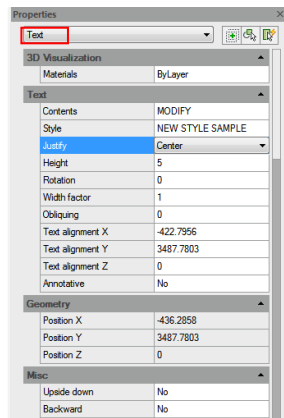 Properties
Text
3D Visualization
Materials ByLayer
Text
Contents MODIFY
Style NEW STYLE SAMPLE
Justify Center
Height 5
Rotation 0
Width factor 1
Obliquing 0
Text alignment X -422.7956
Text alignment Y 3487.7803
Text alignment Z 0
Annotative No
Geometry
Position X -436.2858
Position Y 3487.7803
Position Z 0
Misc
Upside down No
Backward No